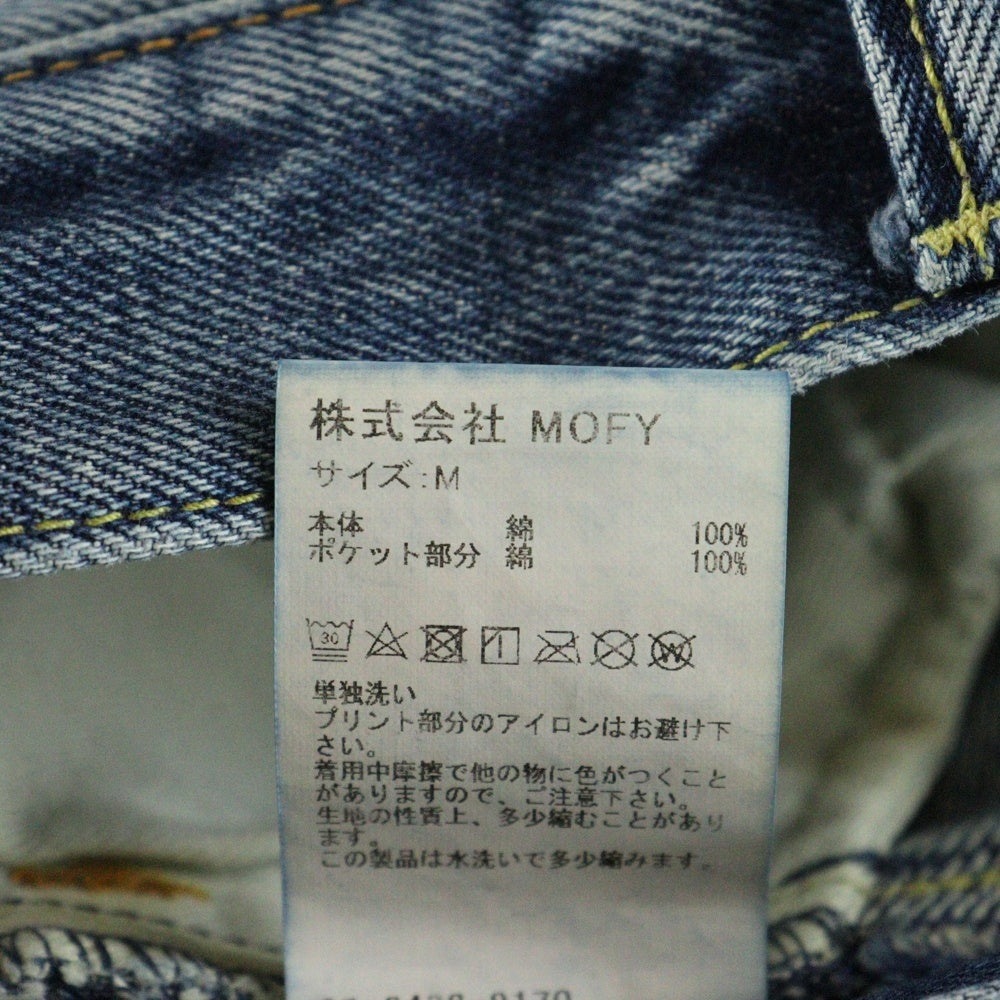 株式会社 MOFY
サイズ:M
本体 綿 100%
ポケット部分 綿 100%
30
W
単独洗い
プリント部分のアイロンはお避け下
さい。
着用中摩擦で他の物に色がつくこと
がありますので、ご注意下さい。
生地の性質上、多少縮むことがあり
ます。
この製品は水洗いで多少縮みます。